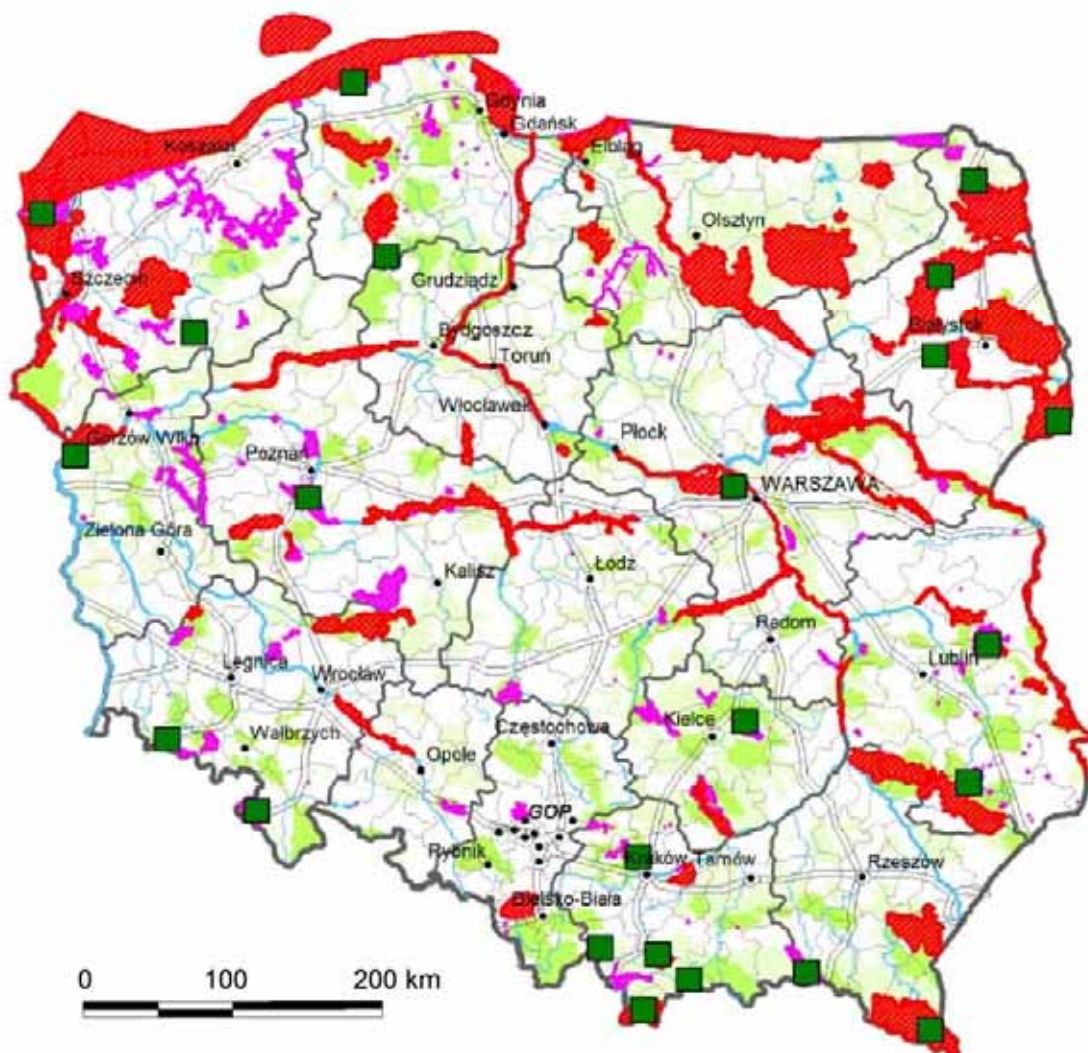 Gdynia
Gdańsk
Koszalin
Elbląg
Olsztyn
Szczecin
Grudziądz
Białystok
Bydgoszcz
Toruń
Włocławek
Płock
Gorzów Wlkp
Poznań
WARSZAWA
Zielona Góra
Kalisz
Łódz
Radom
Legnica
Lublin
Wrocław
Kielce
Wałbrzych
Częstochowa
Opole
GOP
Rybnik
Kraków Tarnów
Rzeszów
Bielsko-Biała
0 100 200 km